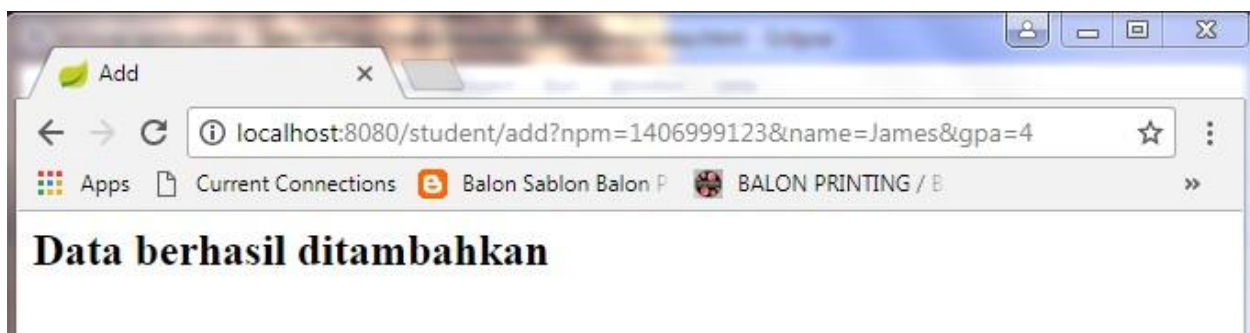 Add
localhost:8080/student/add?npm=1406999123&name=James&gpa=4
Apps Current Connections Balon Sablon Balon P BALON PRINTING / B
Data berhasil ditambahkan